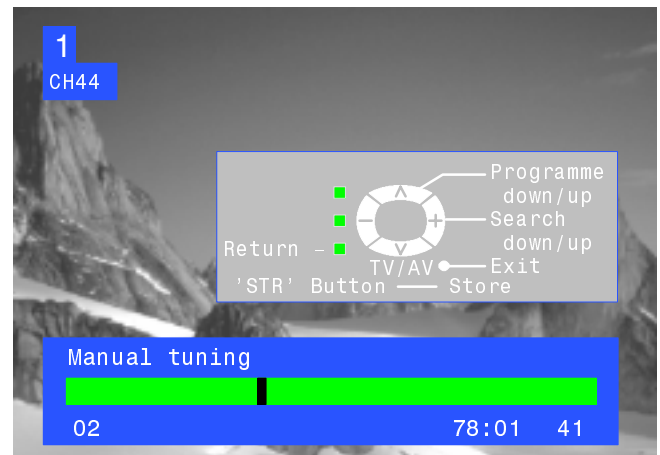 1
CH44
Programme
down/up
Search
down/up
Return –
TV/AV Exit
'STR' Button Store
Manual tuning
02 78:01 41